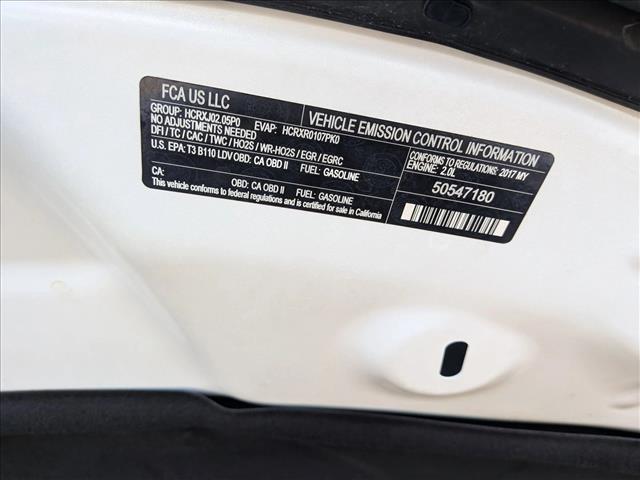 FCA US LLC
VEHICLE EMISSION CONTROL INFORMATION
GROUP: HCRXJ02.05P0 EVAP: HCRXR0107PK0
NO ADJUSTMENTS NEEDED
DFI / TC / CAC / TWC / HO2S / WR-HO2S / EGR / EGRC
U.S. EPA: T3 B110 LDV OBD: CA OBD II FUEL: GASOLINE
CA: OBD: CA OBD II FUEL: GASOLINE
This vehicle conforms to federal regulations and is certified for sale in California
CONFORMS TO REGULATIONS: 2017 MY
ENGINE: 2.0L
50547180